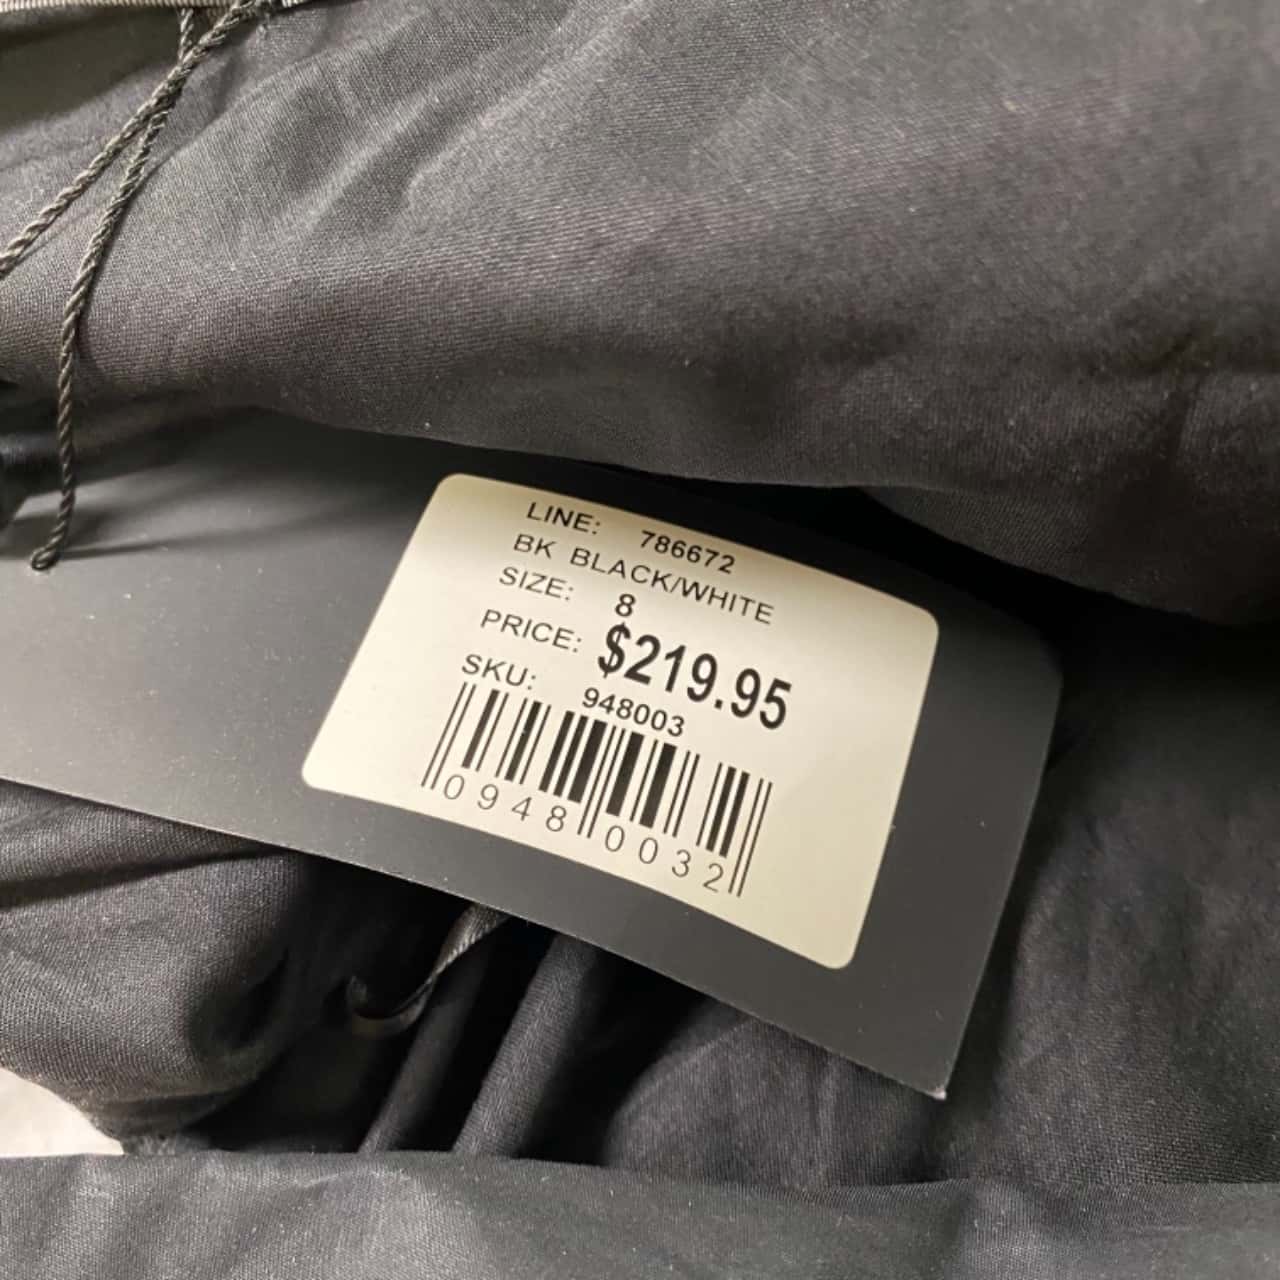 LINE: 786672
BK BLACK/WHITE
SIZE: 8
PRICE: $219.95
SKU: 948003
0948 0032